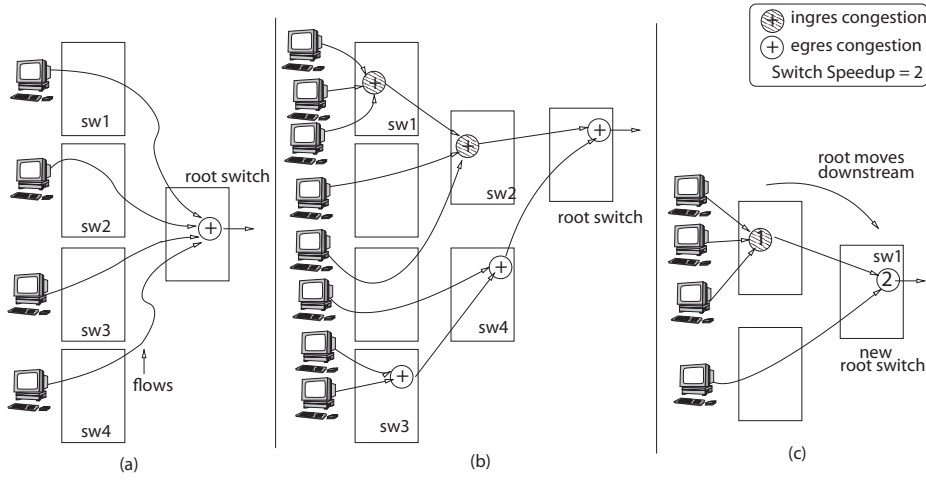 ingres congestion
egres congestion
Switch Speedup = 2
sw1
sw2
sw3
sw4
root switch
flows
(a)
sw1
sw2
sw4
sw3
root switch
(b)
root moves
downstream
1
sw1
2
new
root switch
(c)